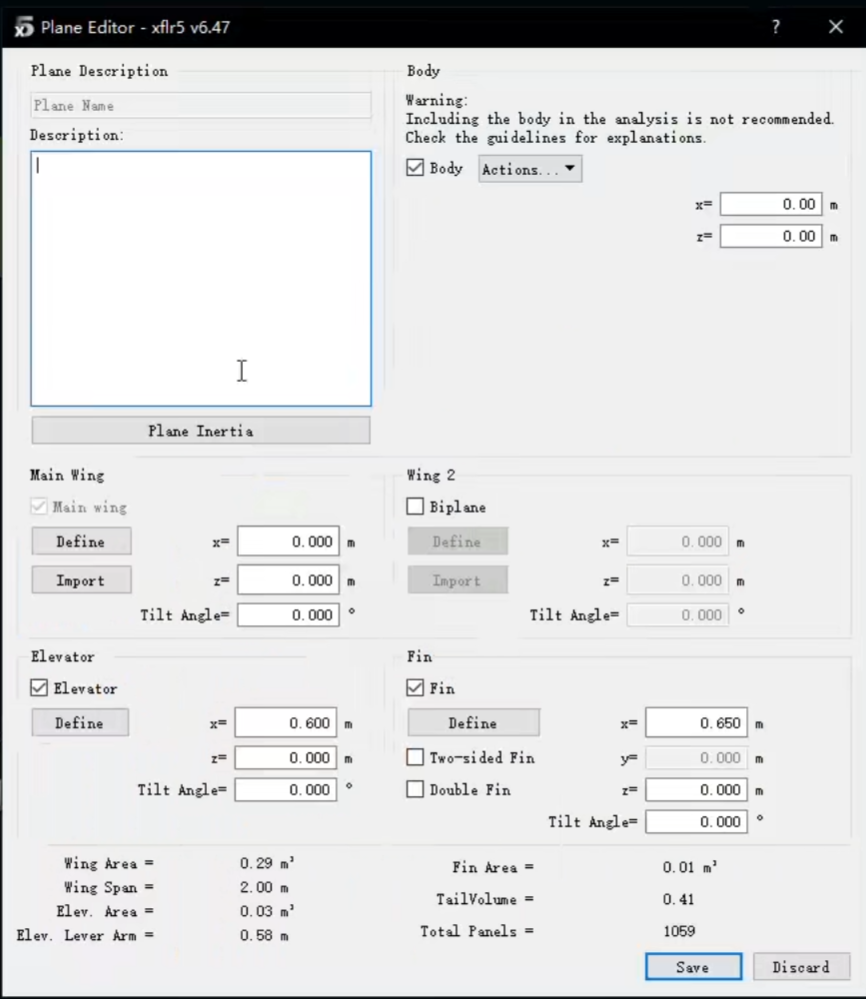 Plane Editor - xflr5 v6.47
Plane Description
Plane Name
Description:
Plane Inertia
Body
Warning:
Including the body in the analysis is not recommended.
Check the guidelines for explanations.
Body Actions...
x= 0.00 m
z= 0.00 m
Main Wing
Main wing
Define x= 0.000 m
Import z= 0.000 m
Tilt Angle= 0.000 °
Wing 2
Biplane
Define x= 0.000 m
Import z= 0.000 m
Tilt Angle= 0.000 °
Elevator
Elevator
Define x= 0.600 m
z= 0.000 m
Tilt Angle= 0.000 °
Fin
Fin
Define x= 0.650 m
Two-sided Fin y= 0.000 m
Double Fin z= 0.000 m
Tilt Angle= 0.000 °
Wing Area = 0.29 m²
Wing Span = 2.00 m
Elev. Area = 0.03 m²
Elev. Lever Arm = 0.58 m
Fin Area = 0.01 m²
TailVolume = 0.41
Total Panels = 1059
Save Discard